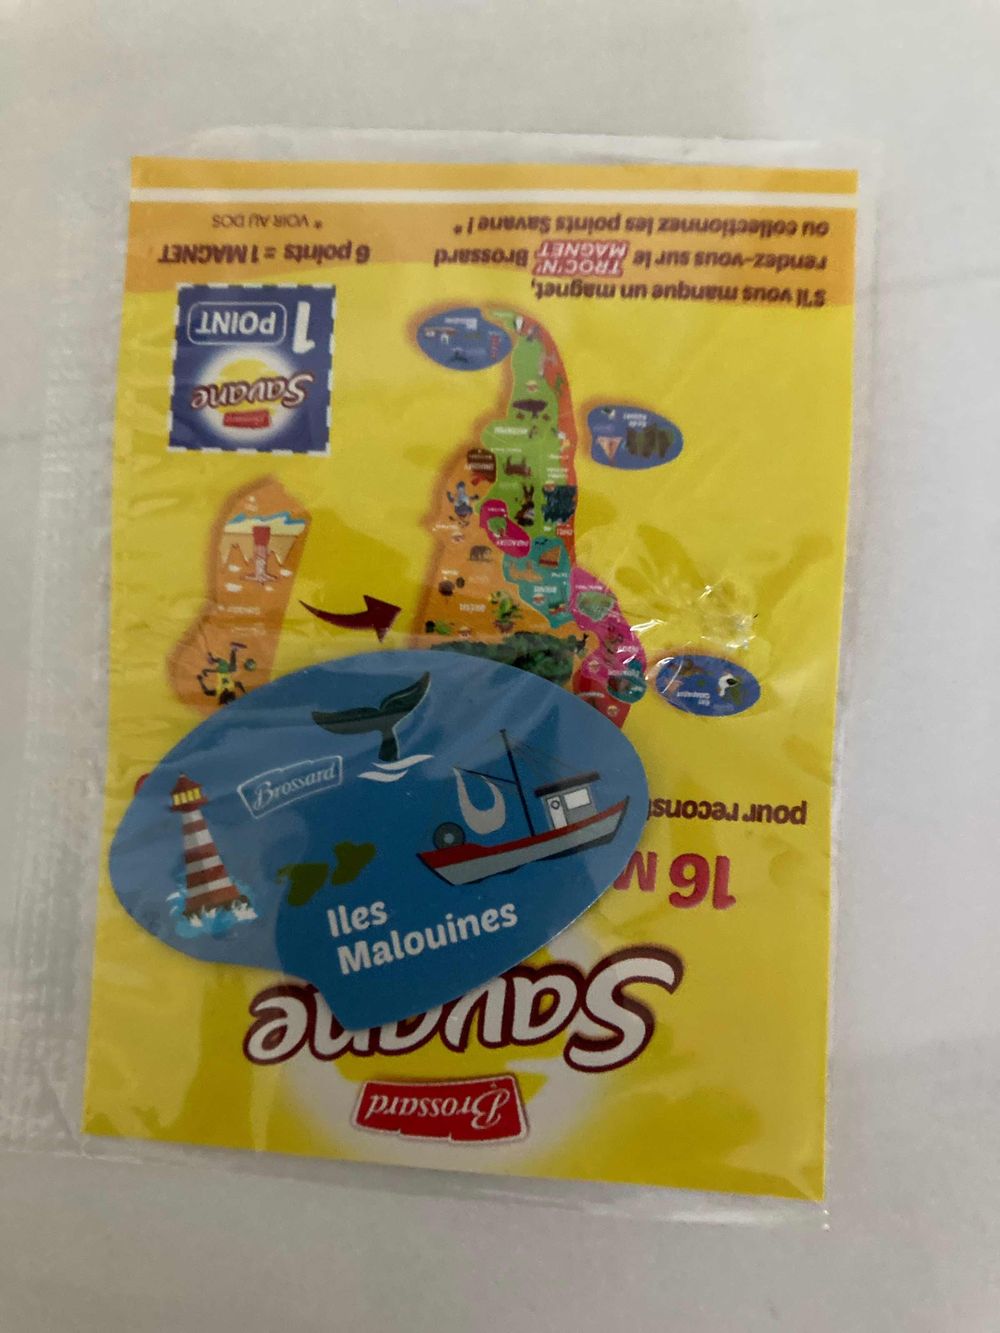 Brossard
Iles
Malouines
Brossard
Savane
16 M
pour reconst
Brossard
Savane
1 POINT
S'il vous manque un magnet,
rendez-vous sur le TROC'N' MAGNET Brossard
ou collectionnez les points Savane ! *
6 points = 1 MAGNET
* VOIR AU DOS